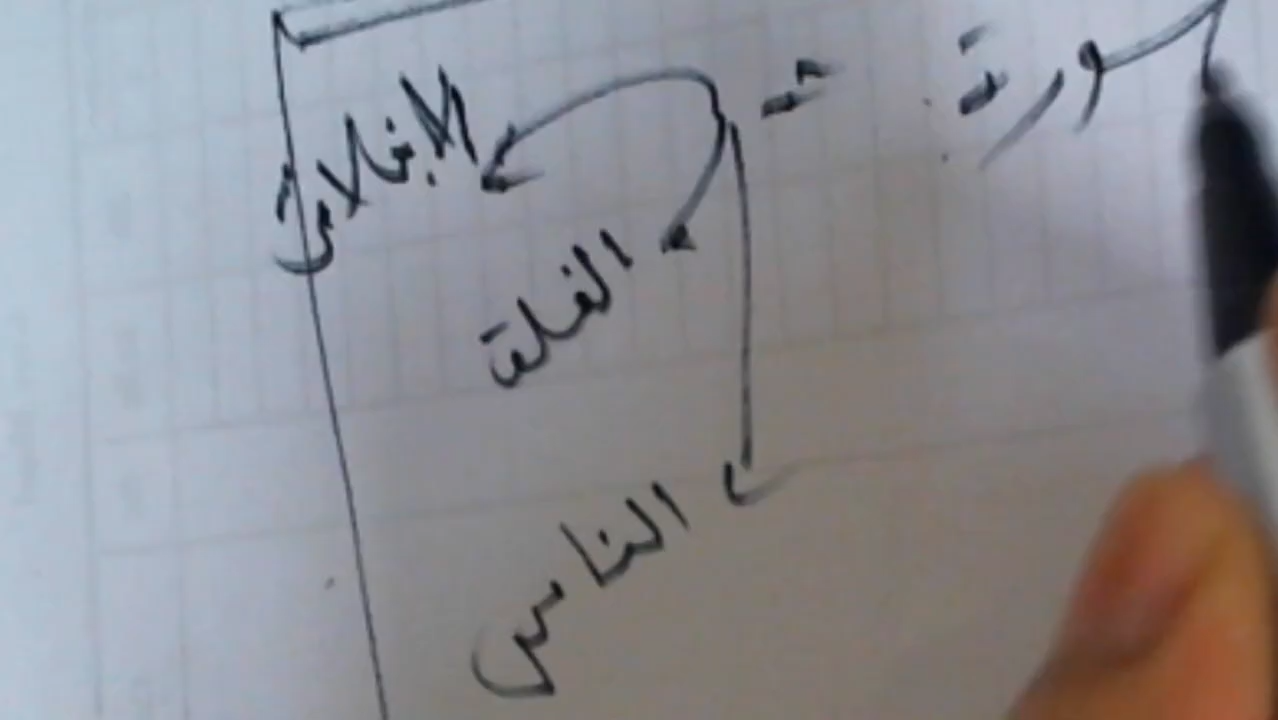 سورة :
الإخلاص
الفلق
الناس